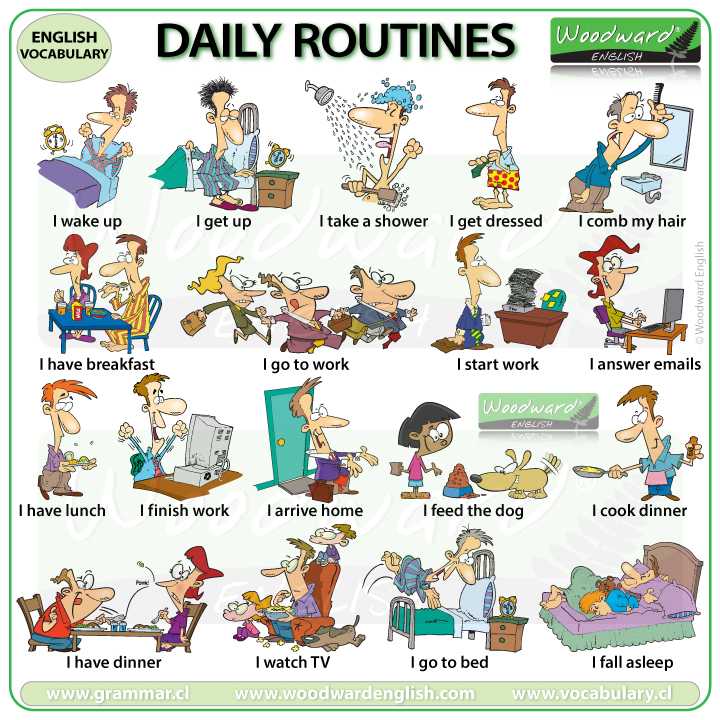 ENGLISH
VOCABULARY
DAILY ROUTINES
Woodward®
ENGLISH
I wake up
I get up
I take a shower
I get dressed
I comb my hair
I have breakfast
I go to work
I start work
I answer emails
© Woodward English
Woodward®
ENGLISH
I have lunch
I finish work
I arrive home
I feed the dog
I cook dinner
Poink!
I have dinner
I watch TV
I go to bed
I fall asleep
www.grammar.cl www.woodwardenglish.com www.vocabulary.cl